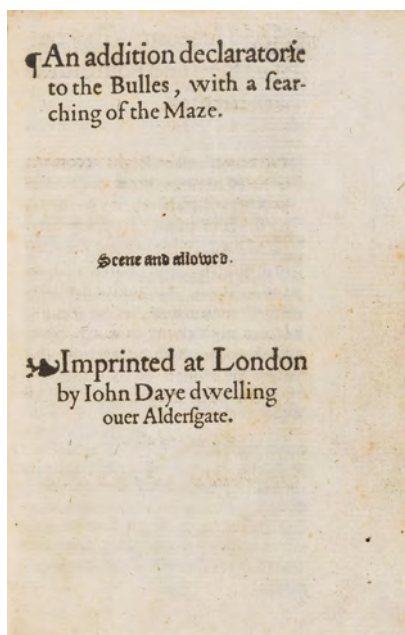 ¶An addition declaratorie
to the Bulles, with a ſear-
ching of the Maze.
Seene and allowed.
❧Imprinted at London
by Iohn Daye dwelling
ouer Alderſgate.